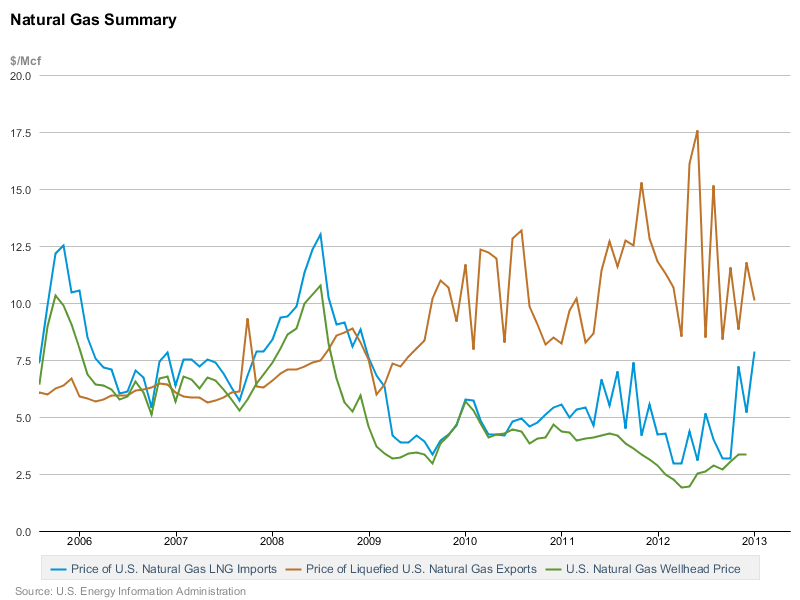 Natural Gas Summary
$/Mcf
20.0
17.5
15.0
12.5
10.0
7.5
5.0
2.5
0.0
2006 2007 2008 2009 2010 2011 2012 2013
Price of U.S. Natural Gas LNG Imports Price of Liquefied U.S. Natural Gas Exports U.S. Natural Gas Wellhead Price
Source: U.S. Energy Information Administration